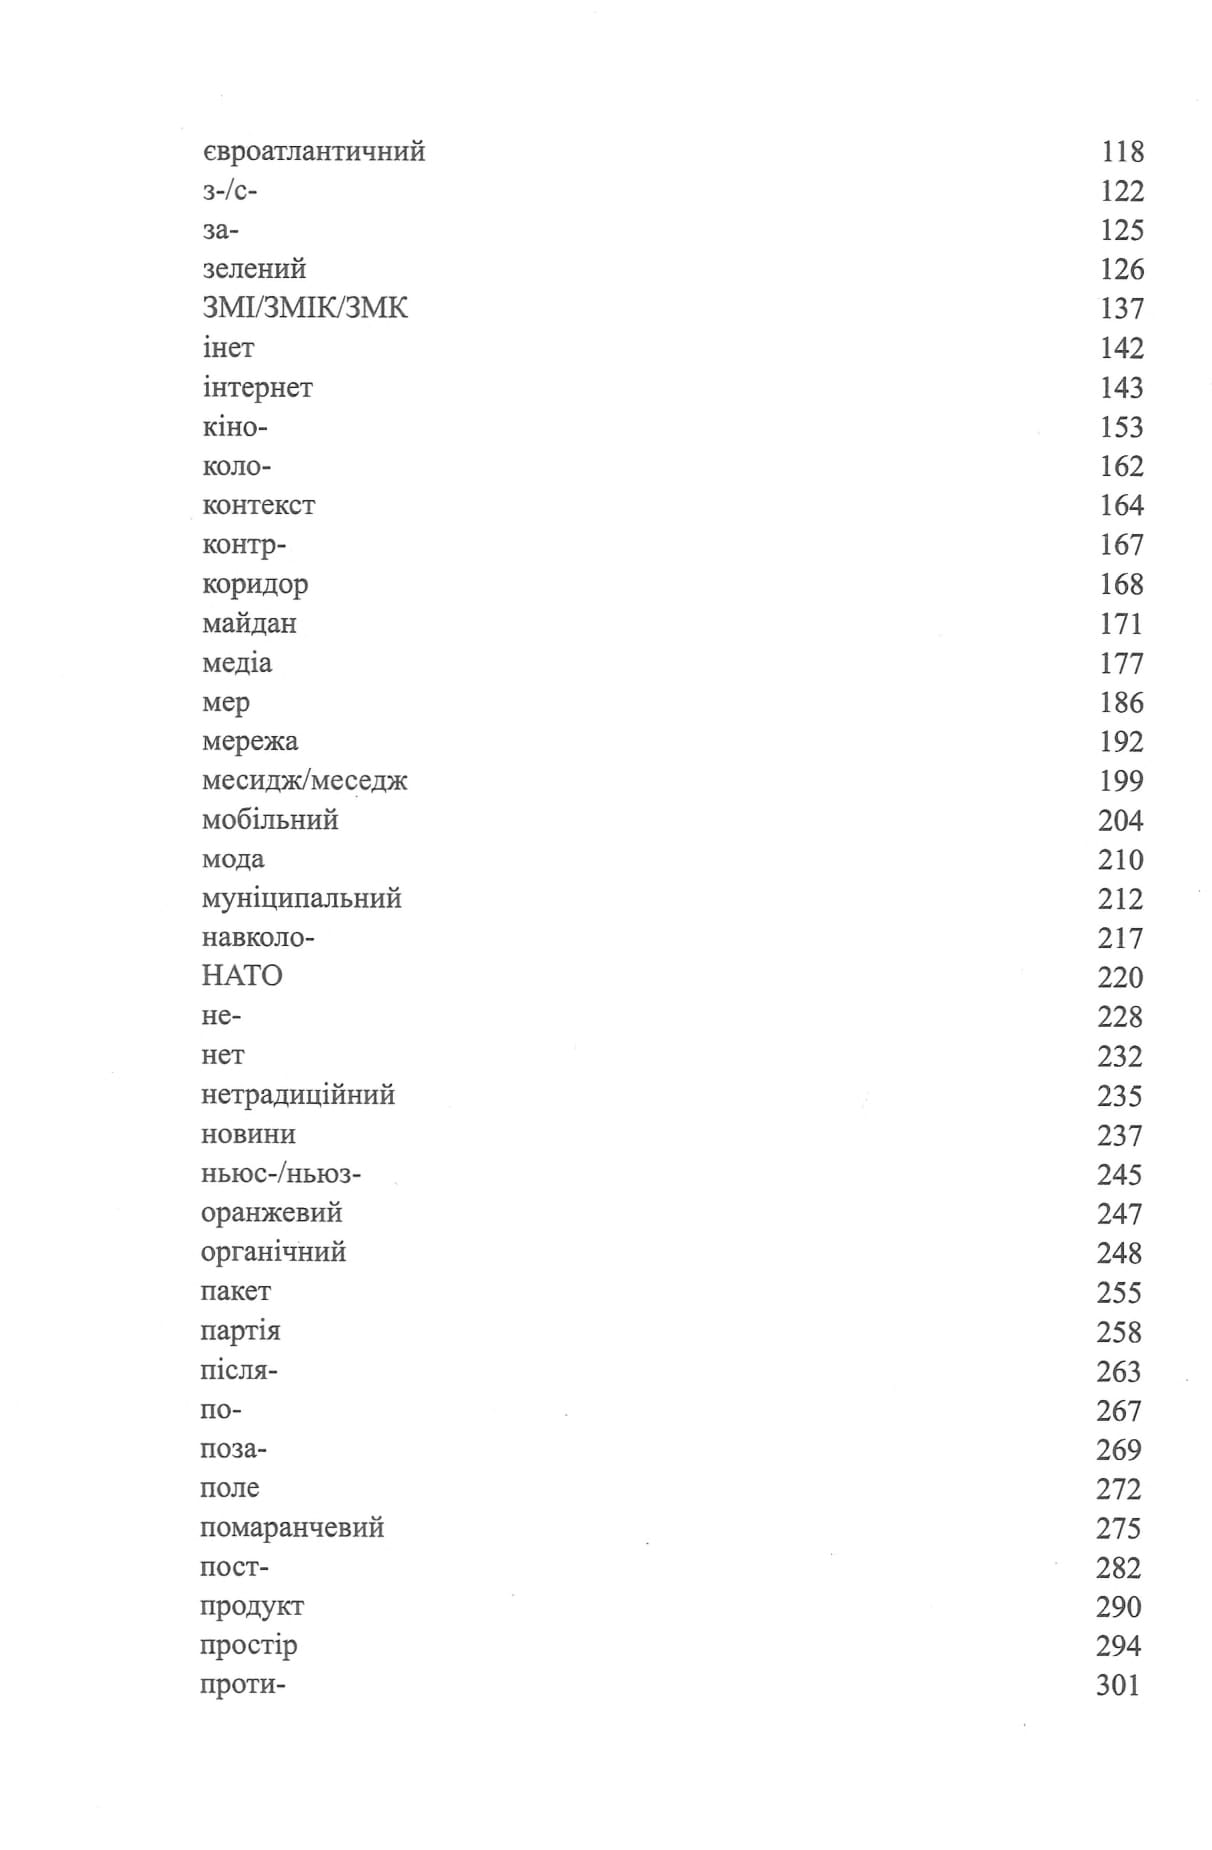 євроатлантичний 118
з-/с- 122
за- 125
зелений 126
ЗМІ/ЗМІК/ЗМК 137
інет 142
інтернет 143
кіно- 153
коло- 162
контекст 164
контр- 167
коридор 168
майдан 171
медіа 177
мер 186
мережа 192
месидж/меседж 199
мобільний 204
мода 210
муніципальний 212
навколо- 217
НАТО 220
не- 228
нет 232
нетрадиційний 235
новини 237
ньюс-/ньюз- 245
оранжевий 247
органічний 248
пакет 255
партія 258
після- 263
по- 267
поза- 269
поле 272
помаранчевий 275
пост- 282
продукт 290
простір 294
проти- 301